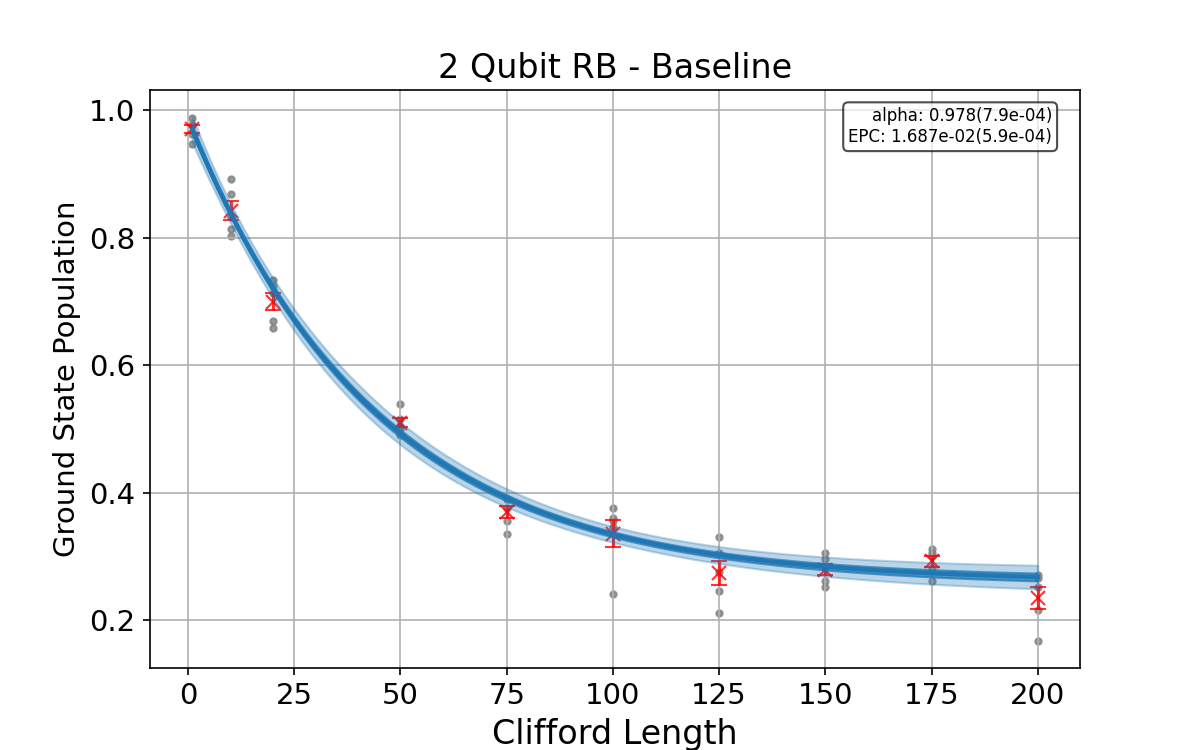 2 Qubit RB - Baseline
alpha: 0.978(7.9e-04)
EPC: 1.687e-02(5.9e-04)
Ground State Population
1.0
0.8
0.6
0.4
0.2
0 25 50 75 100 125 150 175 200
Clifford Length